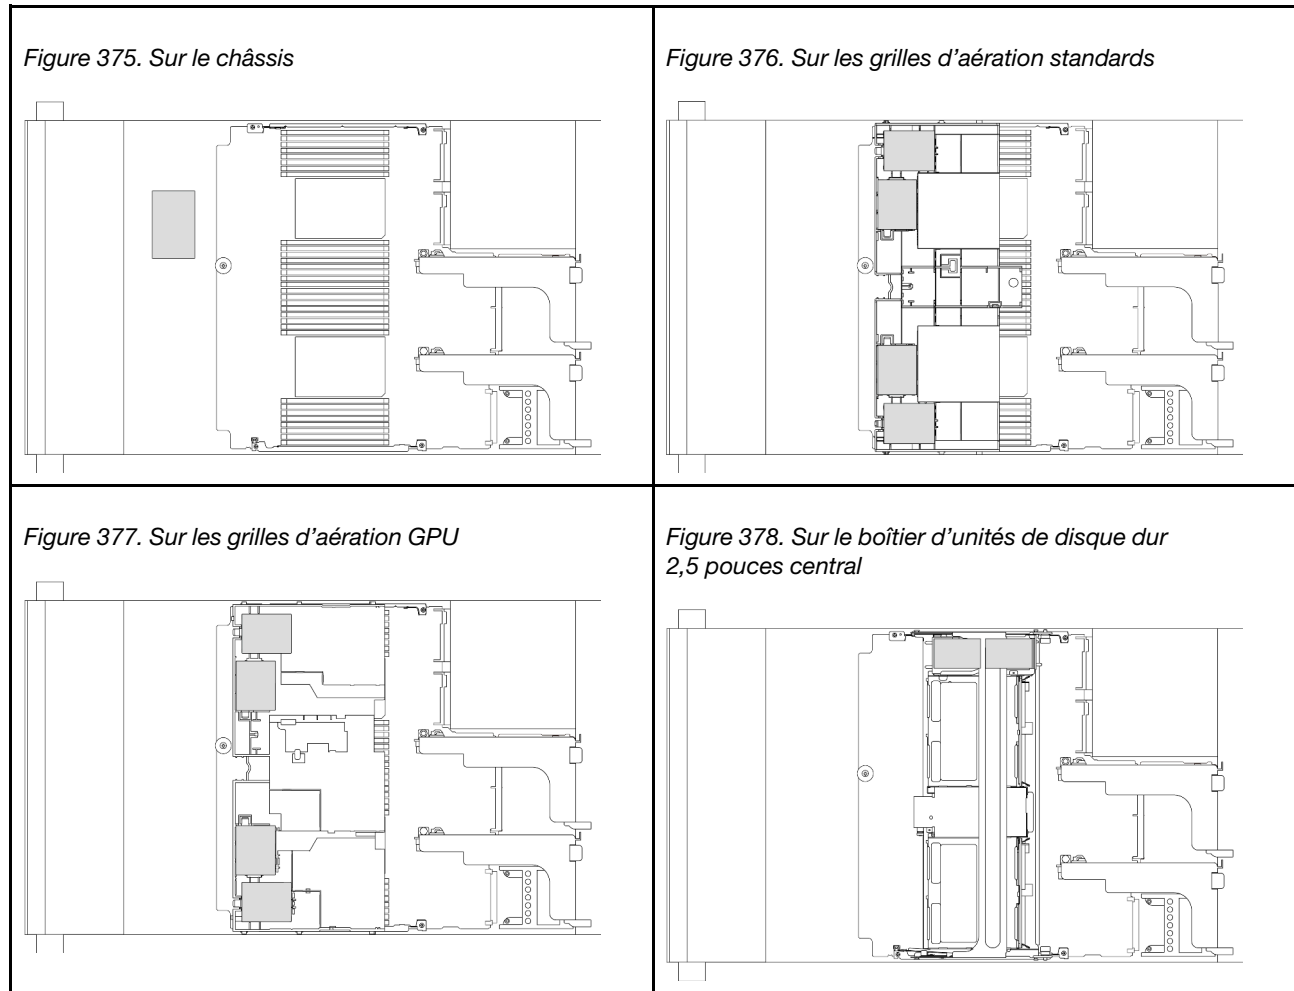 Figure 375. Sur le châssis
Figure 376. Sur les grilles d'aération standards
Figure 377. Sur les grilles d'aération GPU
Figure 378. Sur le boîtier d'unités de disque dur
2,5 pouces central